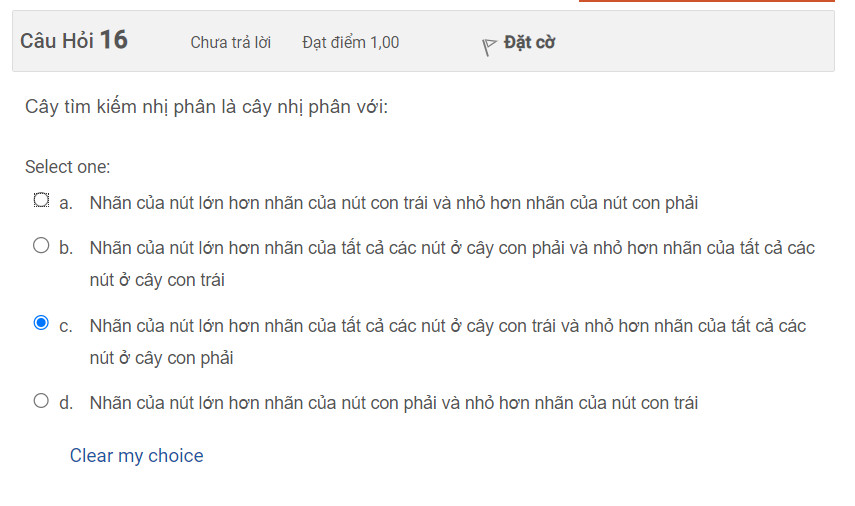 Câu Hỏi 16 Chưa trả lời Đạt điểm 1,00 Đặt cờ
Cây tìm kiếm nhị phân là cây nhị phân với:
Select one:
a. Nhãn của nút lớn hơn nhãn của nút con trái và nhỏ hơn nhãn của nút con phải
b. Nhãn của nút lớn hơn nhãn của tất cả các nút ở cây con phải và nhỏ hơn nhãn của tất cả các
nút ở cây con trái
c. Nhãn của nút lớn hơn nhãn của tất cả các nút ở cây con trái và nhỏ hơn nhãn của tất cả các
nút ở cây con phải
d. Nhãn của nút lớn hơn nhãn của nút con phải và nhỏ hơn nhãn của nút con trái
Clear my choice